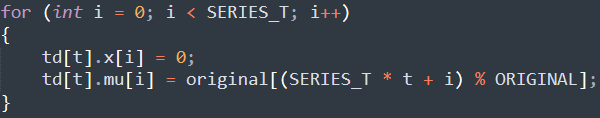 for (int i = 0; i < SERIES_T; i++)
{
    td[t].x[i] = 0;
    td[t].mu[i] = original[(SERIES_T * t + i) % ORIGINAL];
}